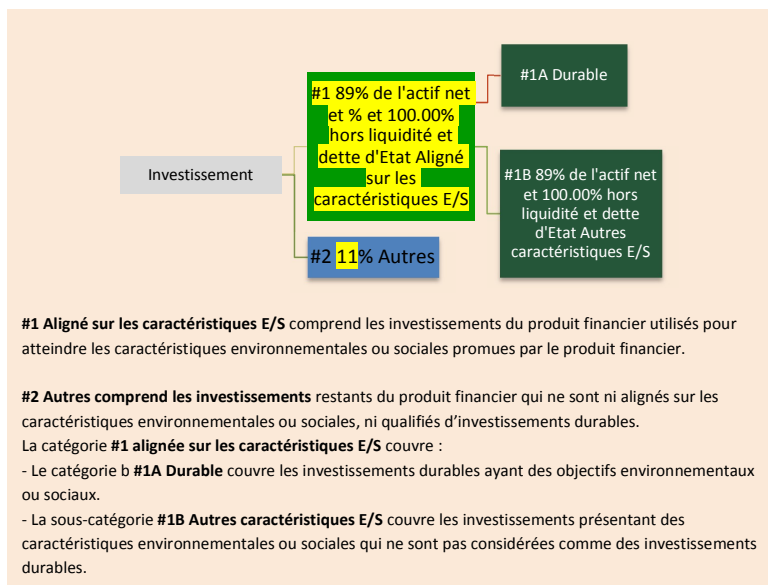 #1A Durable
#1 89% de l'actif net
et % et 100.00%
hors liquidité et
dette d'Etat Aligné
sur les
caractéristiques E/S
Investissement
#1B 89% de l'actif net
et 100.00% hors
liquidité et dette
d'Etat Autres
caractéristiques E/S
#2 11% Autres
#1 Aligné sur les caractéristiques E/S comprend les investissements du produit financier utilisés pour
atteindre les caractéristiques environnementales ou sociales promues par le produit financier.
#2 Autres comprend les investissements restants du produit financier qui ne sont ni alignés sur les
caractéristiques environnementales ou sociales, ni qualifiés d’investissements durables.
La catégorie #1 alignée sur les caractéristiques E/S couvre :
- Le catégorie b #1A Durable couvre les investissements durables ayant des objectifs environnementaux
ou sociaux.
- La sous-catégorie #1B Autres caractéristiques E/S couvre les investissements présentant des
caractéristiques environnementales ou sociales qui ne sont pas considérées comme des investissements
durables.